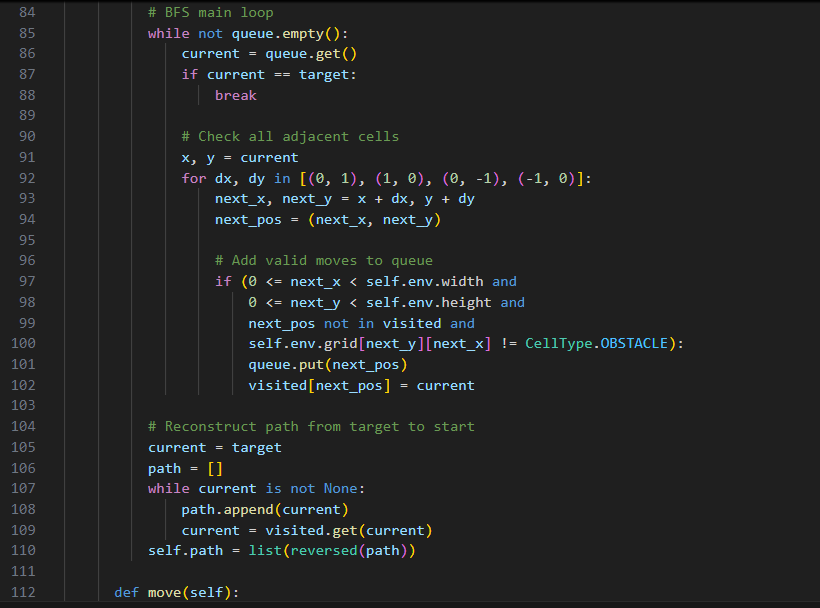 84 # BFS main loop
85 while not queue.empty():
86 current = queue.get()
87 if current == target:
88 break
89
90 # Check all adjacent cells
91 x, y = current
92 for dx, dy in [(0, 1), (1, 0), (0, -1), (-1, 0)]:
93 next_x, next_y = x + dx, y + dy
94 next_pos = (next_x, next_y)
95
96 # Add valid moves to queue
97 if (0 <= next_x < self.env.width and
98 0 <= next_y < self.env.height and
99 next_pos not in visited and
100 self.env.grid[next_y][next_x] != CellType.OBSTACLE):
101 queue.put(next_pos)
102 visited[next_pos] = current
103
104 # Reconstruct path from target to start
105 current = target
106 path = []
107 while current is not None:
108 path.append(current)
109 current = visited.get(current)
110 self.path = list(reversed(path))
111
112 def move(self):